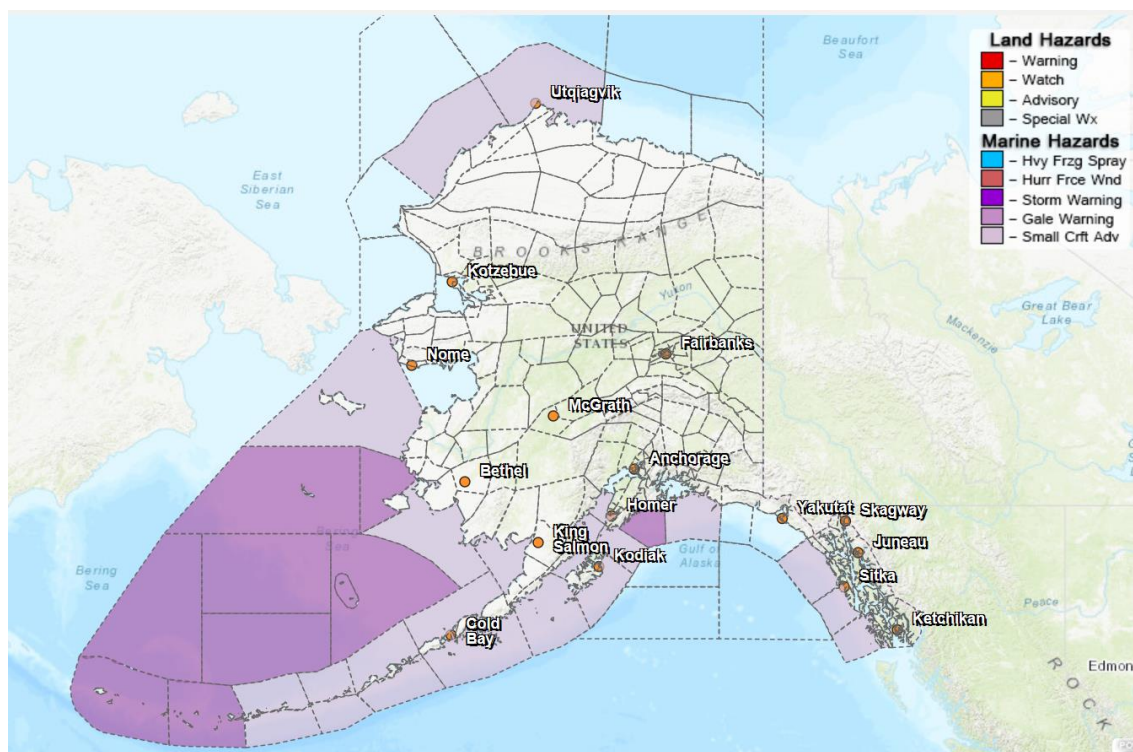 Land Hazards
– Warning
– Watch
– Advisory
– Special Wx
Marine Hazards
– Hvy Frzg Spray
– Hurr Frce Wnd
– Storm Warning
– Gale Warning
– Small Crft Adv
Beaufort
Sea
Utqiagvik
East
Siberian
Sea
BROOKS RANGE
Kotzebue
Yukon
Great Bear
Lake
Mackenzie
UNITED
STATES
Fairbanks
Nome
McGrath
Anchorage
Bethel
Homer
Yakutat
Skagway
King
Salmon
Kodiak
Gulf of
Alaska
Juneau
Bering
Sea
Bering
Sea
Sitka
Peace
Cold
Bay
Ketchikan
Edmon
ROCK